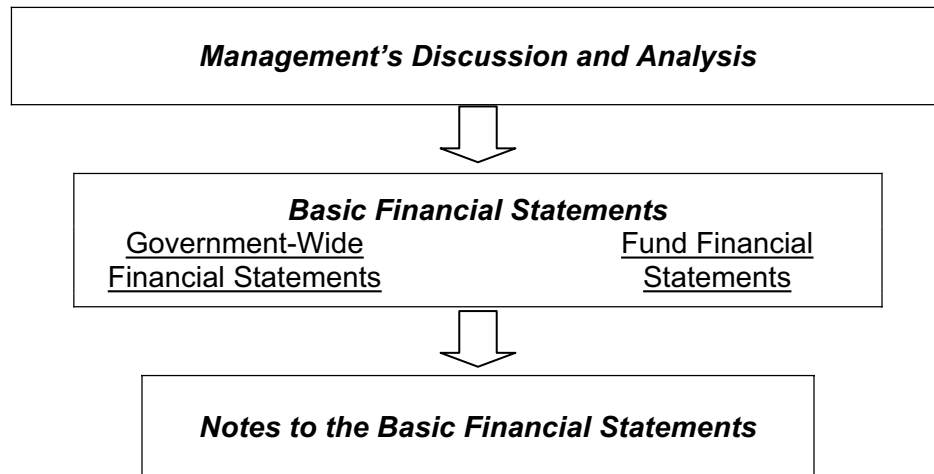 Management’s Discussion and Analysis
Basic Financial Statements
Government-Wide
Financial Statements
Fund Financial
Statements
Notes to the Basic Financial Statements